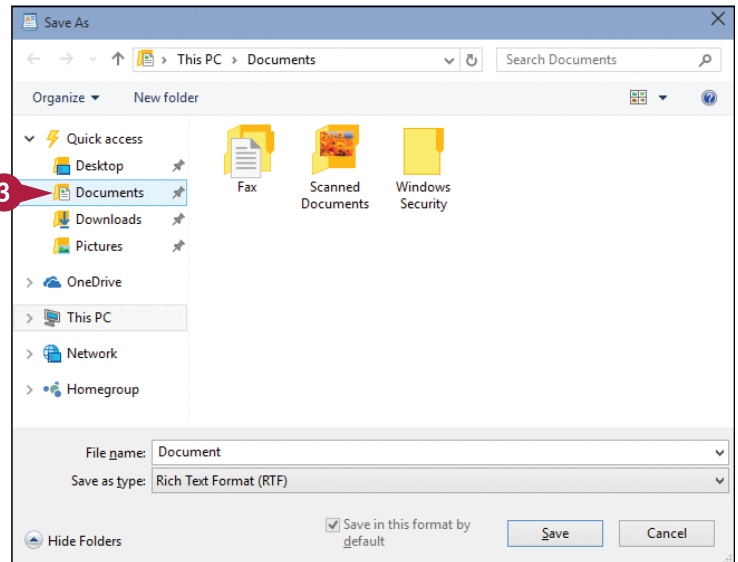 Save As
This PC > Documents
Search Documents
Organize
New folder
Quick access
Desktop
3
Documents
Downloads
Pictures
OneDrive
This PC
Network
Homegroup
Fax
Scanned
Documents
Windows
Security
File name: Document
Save as type: Rich Text Format (RTF)
Hide Folders
Save in this format by
default
Save
Cancel